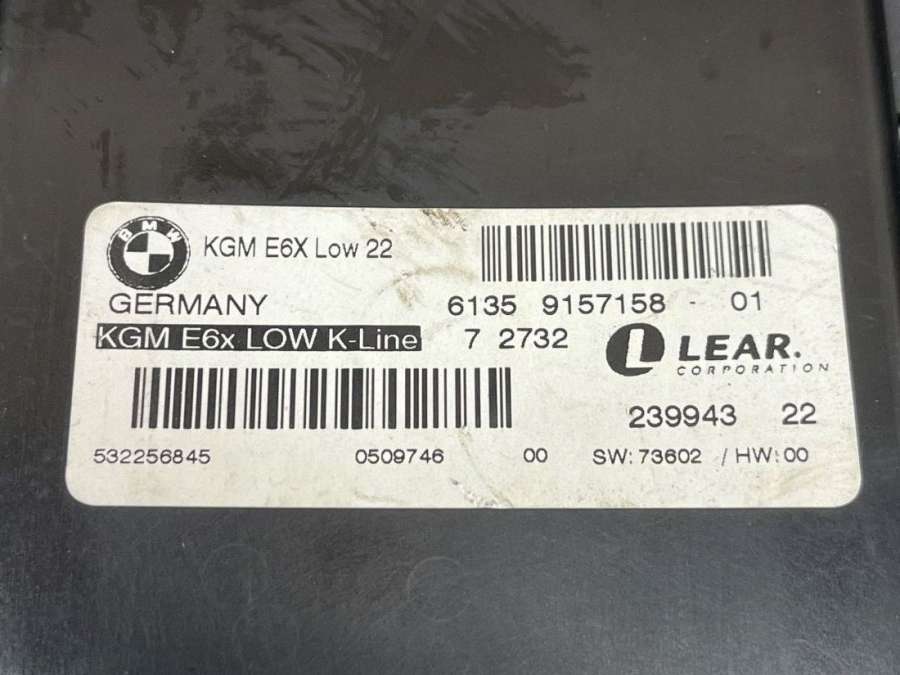 BMW
KGM E6X Low 22
GERMANY
6135 9157158 - 01
KGM E6x LOW K-Line
7 2732
L LEAR.
CORPORATION
239943 22
532256845 0509746 00 SW: 73602 / HW: 00